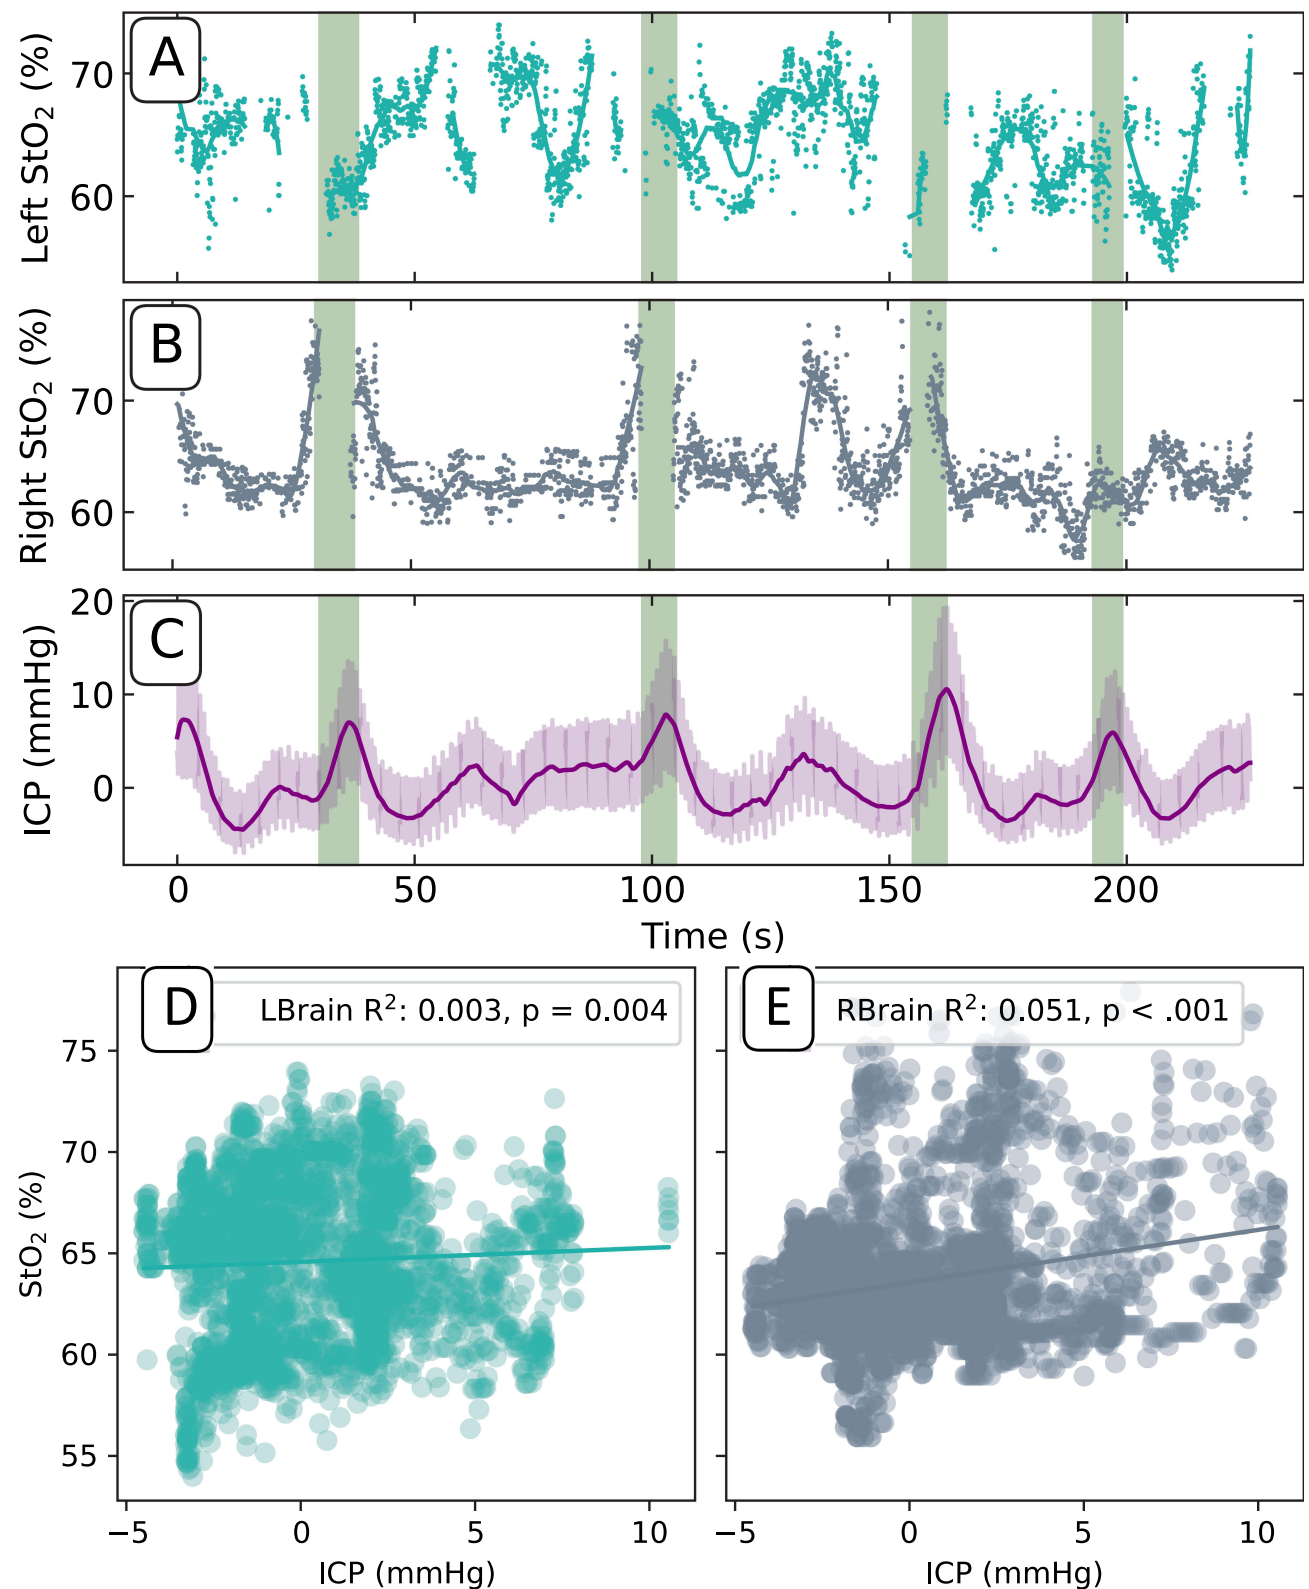 A
Left StO₂ (%)
70
60
B
Right StO₂ (%)
70
60
C
ICP (mmHg)
20
10
0
0 50 100 150 200
Time (s)
D
LBrain R²: 0.003, p = 0.004
E
RBrain R²: 0.051, p < .001
StO₂ (%)
75
70
65
60
55
−5 0 5 10
−5 0 5 10
ICP (mmHg)
ICP (mmHg)